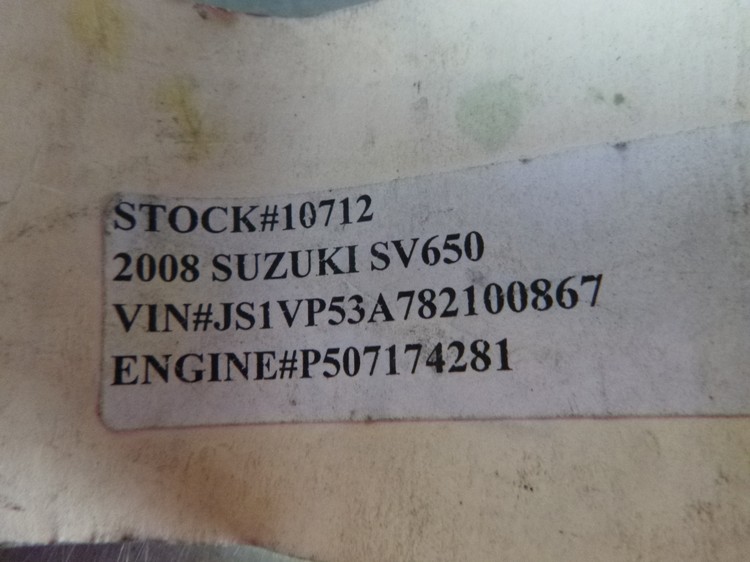 STOCK#10712
2008 SUZUKI SV650
VIN#JS1VP53A782100867
ENGINE#P507174281